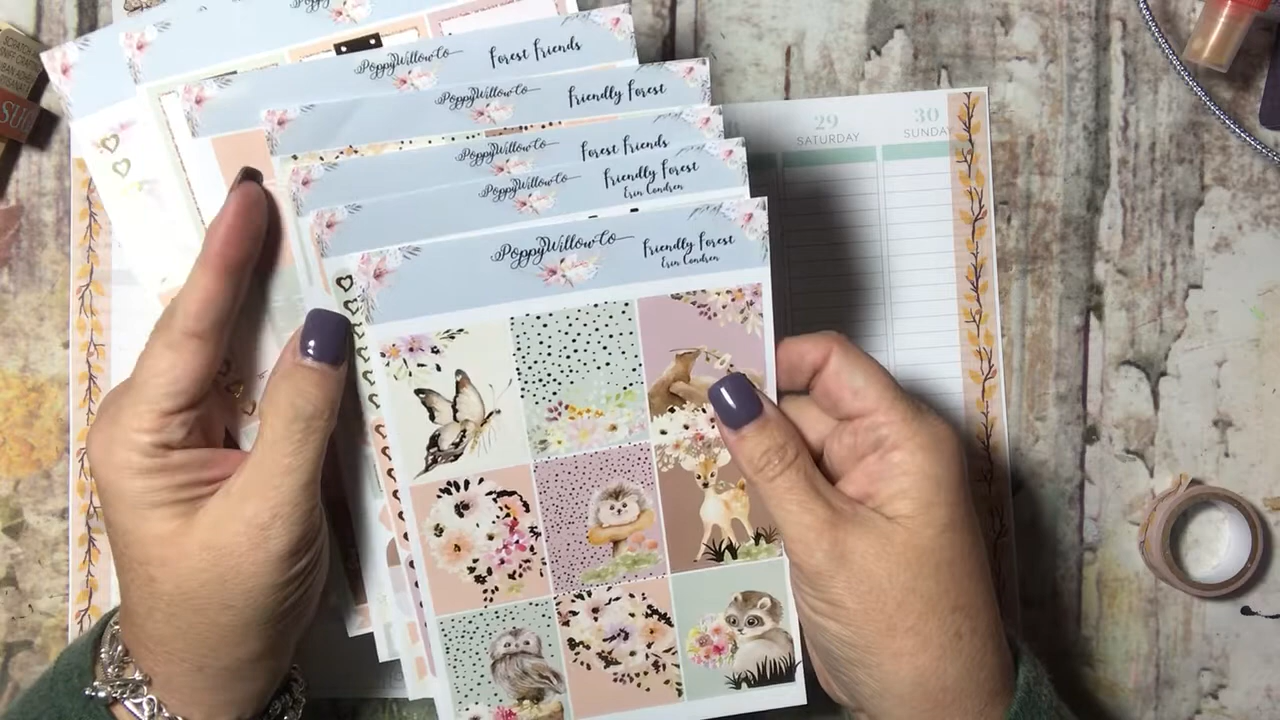 PoppyWillowCo Forest Friends
PoppyWillowCo Friendly Forest
PoppyWillowCo Forest Friends
PoppyWillowCo Friendly Forest
Erin Condren
PoppyWillowCo Friendly Forest
Erin Condren
29 30
SATURDAY SUNDAY